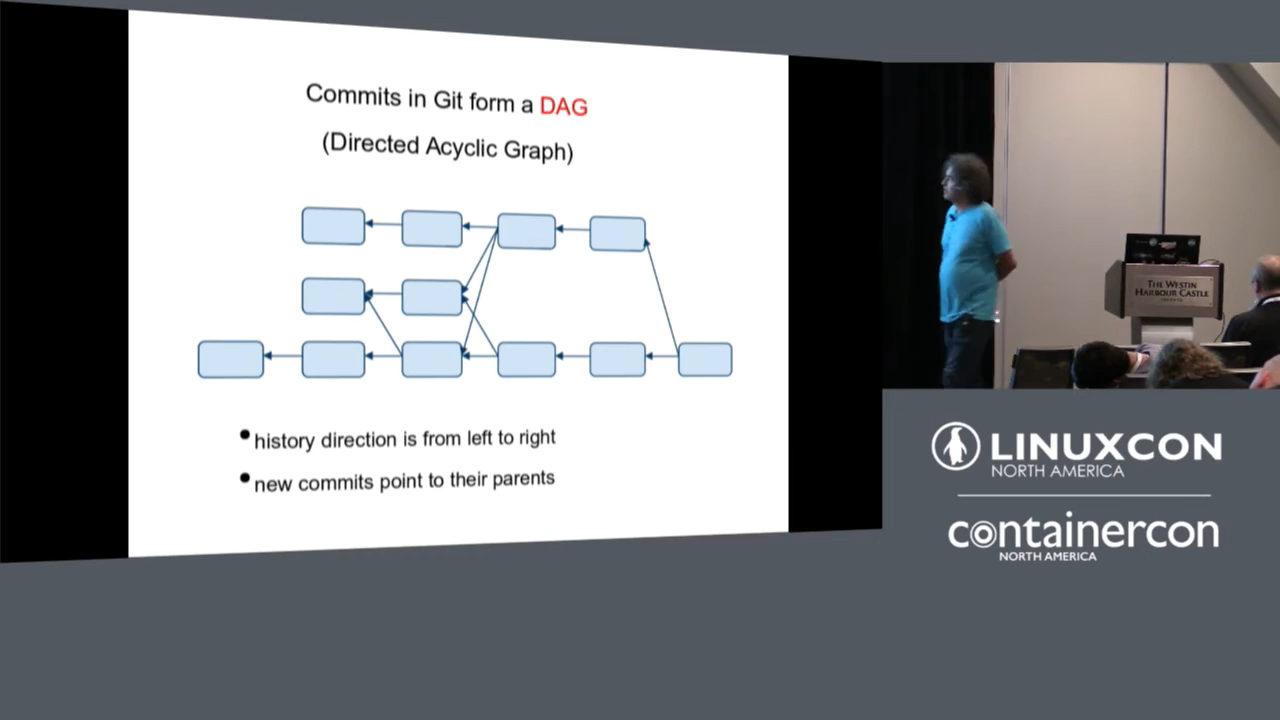 Commits in Git form a DAG
(Directed Acyclic Graph)
history direction is from left to right
new commits point to their parents
THE WESTIN
HARBOUR CASTLE
LINUXCON
NORTH AMERICA
containercon
NORTH AMERICA